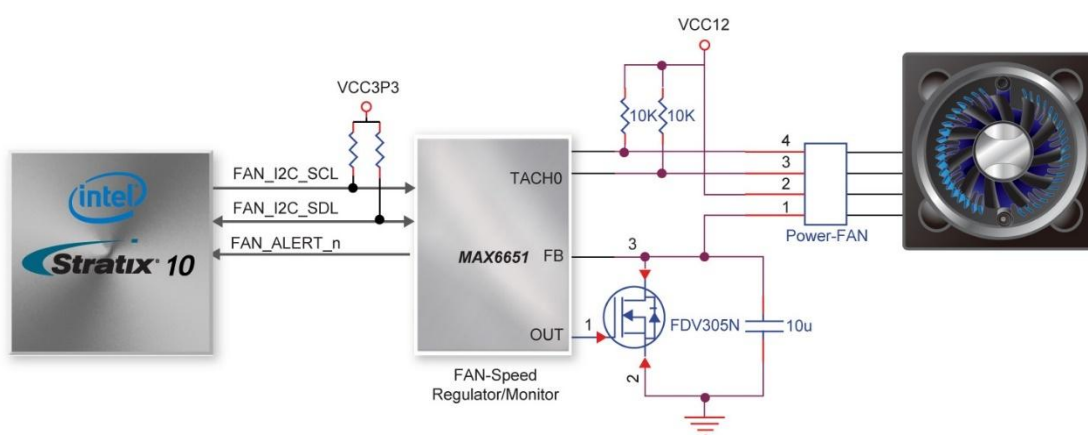 VCC12
VCC3P3
10K 10K
4
3
2
1
Power-FAN
FAN_I2C_SCL
FAN_I2C_SDL
FAN_ALERT_n
intel
Stratix 10
TACH0
MAX6651
FB
OUT
3
1
2
FDV305N
10u
FAN-Speed
Regulator/Monitor